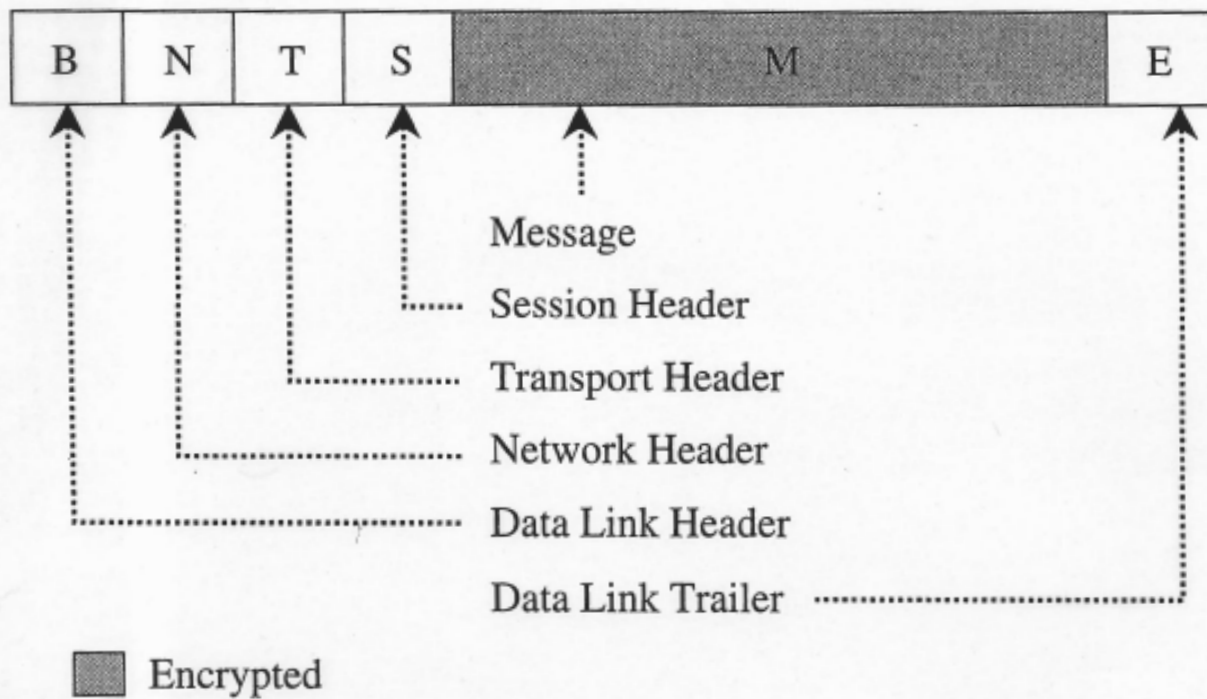 B N T S M E
Message
Session Header
Transport Header
Network Header
Data Link Header
Data Link Trailer
Encrypted